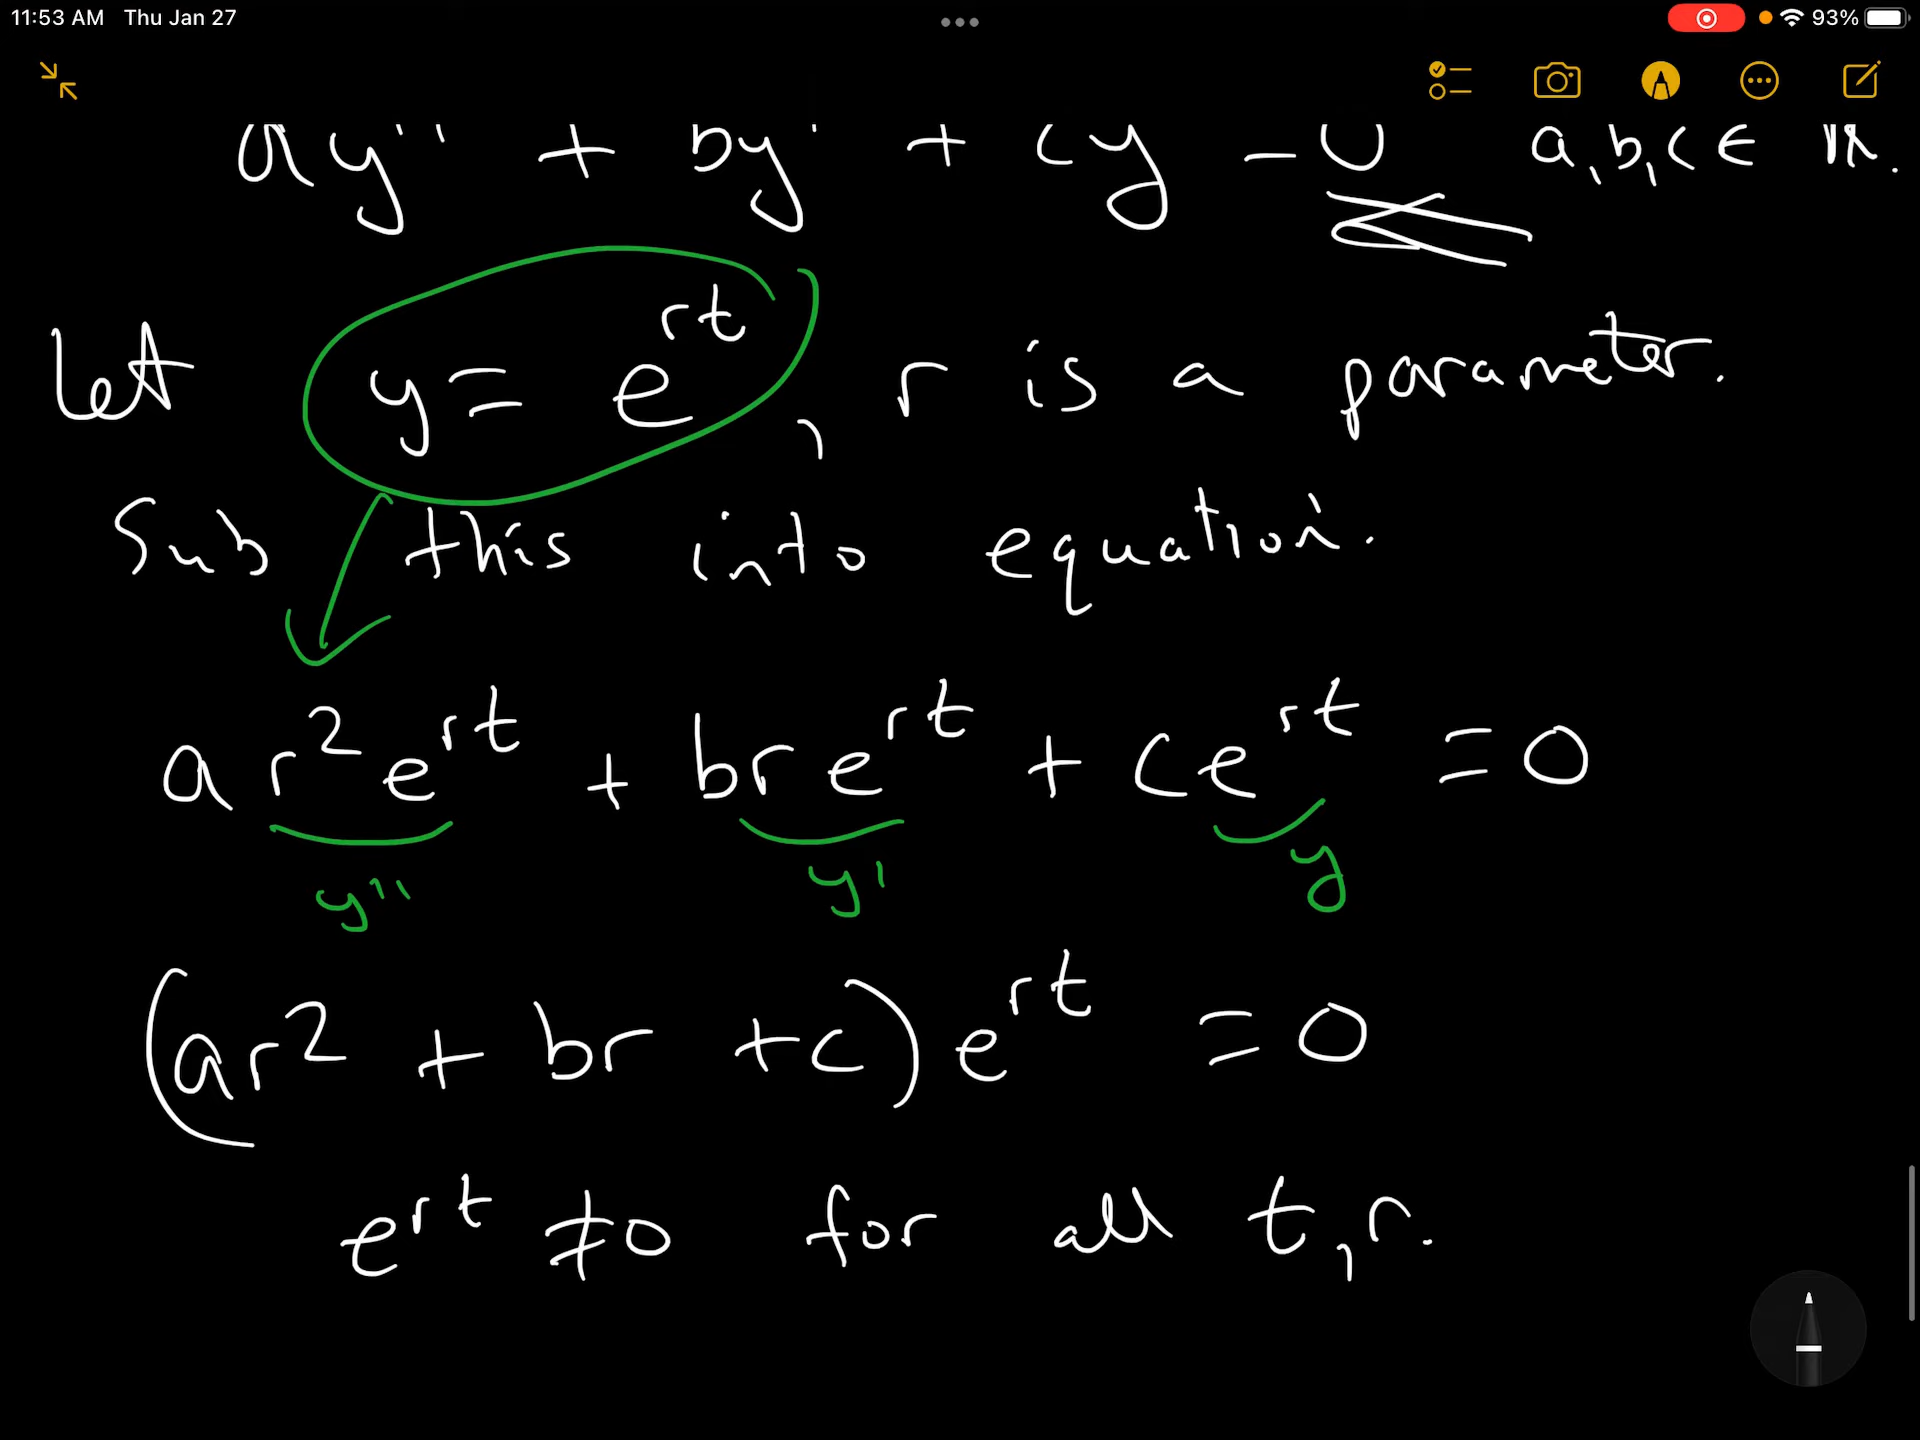 11:53 AM Thu Jan 27
93%
ay'' + by' + cy = 0 a, b, c ∈ ℝ.
Let y = e^{rt}, r is a parameter.
Sub this into equation.
ar²e^{rt} + bre^{rt} + ce^{rt} = 0
y'' y' y
(ar² + br + c)e^{rt} = 0
e^{rt} ≠ 0 for all t, r.